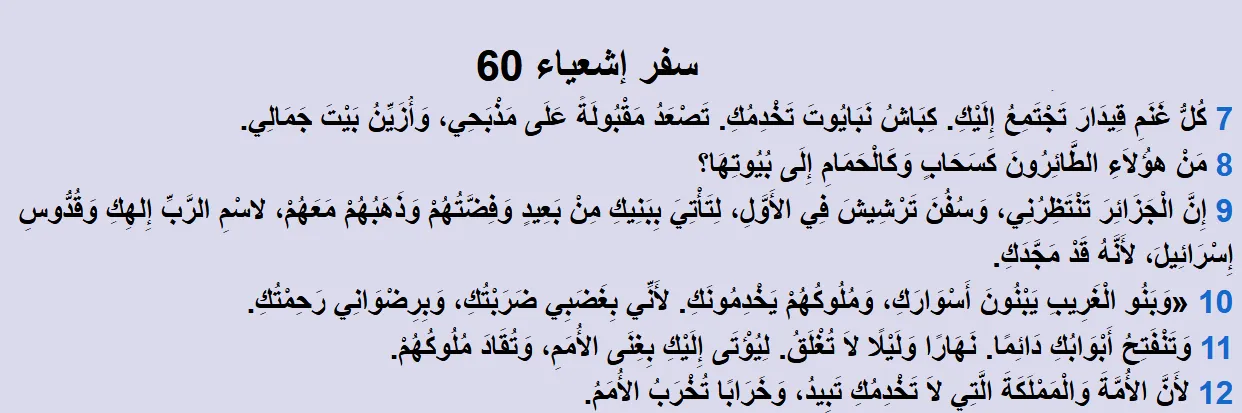 سفر إشعياء 60
7 كُلُّ غَنَمِ قِيدَارَ تَجْتَمِعُ إِلَيْكِ. كِبَاشُ نَبَايُوتَ تَخْدِمُكِ. تَصْعَدُ مَقْبُولَةً عَلَى مَذْبَحِي، وَأُزَيِّنُ بَيْتَ جَمَالِي.
8 مَنْ هؤُلاَءِ الطَّائِرُونَ كَسَحَابٍ وَكَالْحَمَامِ إِلَى بُيُوتِهَا؟
9 إِنَّ الْجَزَائِرَ تَنْتَظِرُنِي، وَسُفُنَ تَرْشِيشَ فِي الأَوَّلِ، لِتَأْتِيَ بِبَنِيكِ مِنْ بَعِيدٍ وَفِضَّتُهُمْ وَذَهَبُهُمْ مَعَهُمْ، لاسْمِ الرَّبِّ إِلهِكِ وَقُدُّوسِ
إِسْرَائِيلَ، لأَنَّهُ قَدْ مَجَّدَكِ.
10 «وَبَنُو الْغَرِيبِ يَبْنُونَ أَسْوَارَكِ، وَمُلُوكُهُمْ يَخْدِمُونَكِ. لأَنِّي بِغَضَبِي ضَرَبْتُكِ، وَبِرِضْوَانِي رَحِمْتُكِ.
11 وَتَنْفَتِحُ أَبْوَابُكِ دَائِمًا. نَهَارًا وَلَيْلًا لاَ تُغْلَقُ. لِيُؤْتَى إِلَيْكِ بِغِنَى الأُمَمِ، وَتُقَادَ مُلُوكُهُمْ.
12 لأَنَّ الأُمَّةَ وَالْمَمْلَكَةَ الَّتِي لاَ تَخْدِمُكِ تَبِيدُ، وَخَرَابًا تُخْرَبُ الأُمَمُ.